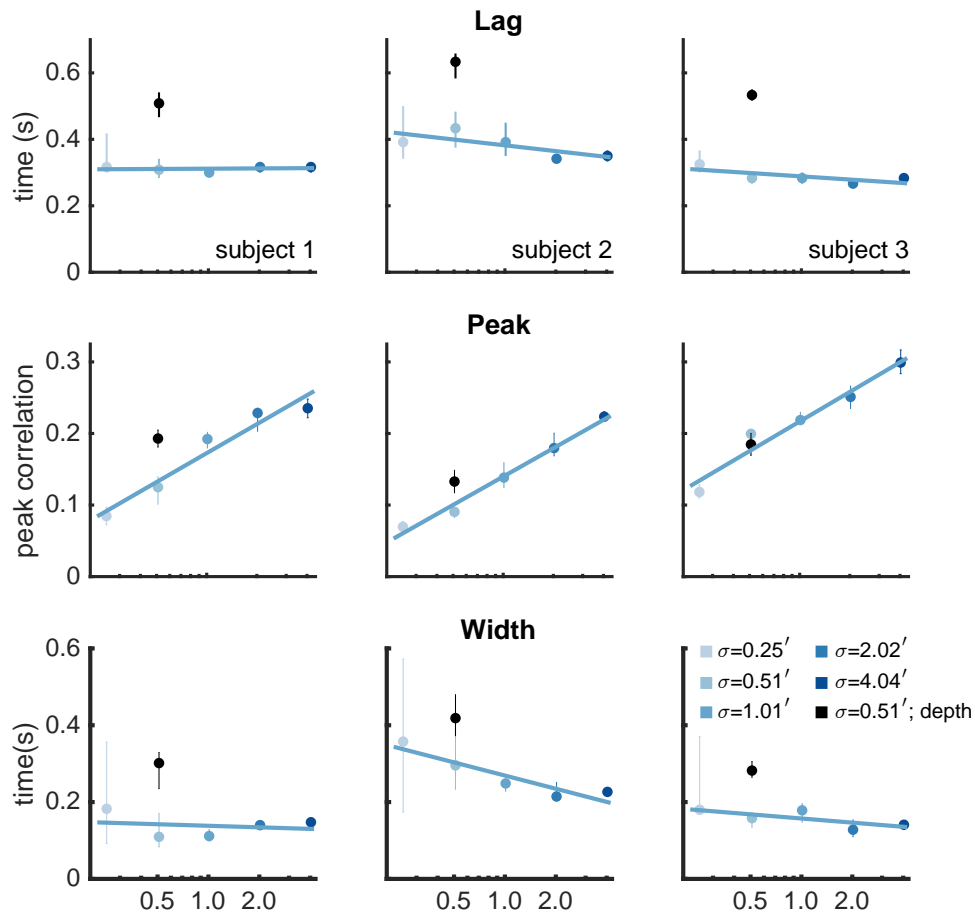 Lag
0.6
0.4
0.2
0
time (s)
subject 1
subject 2
subject 3
Peak
0.3
0.2
0.1
0
peak correlation
Width
0.6
0.4
0.2
0
time(s)
σ=0.25′ σ=2.02′
σ=0.51′ σ=4.04′
σ=1.01′ σ=0.51′; depth
0.5 1.0 2.0
0.5 1.0 2.0
0.5 1.0 2.0